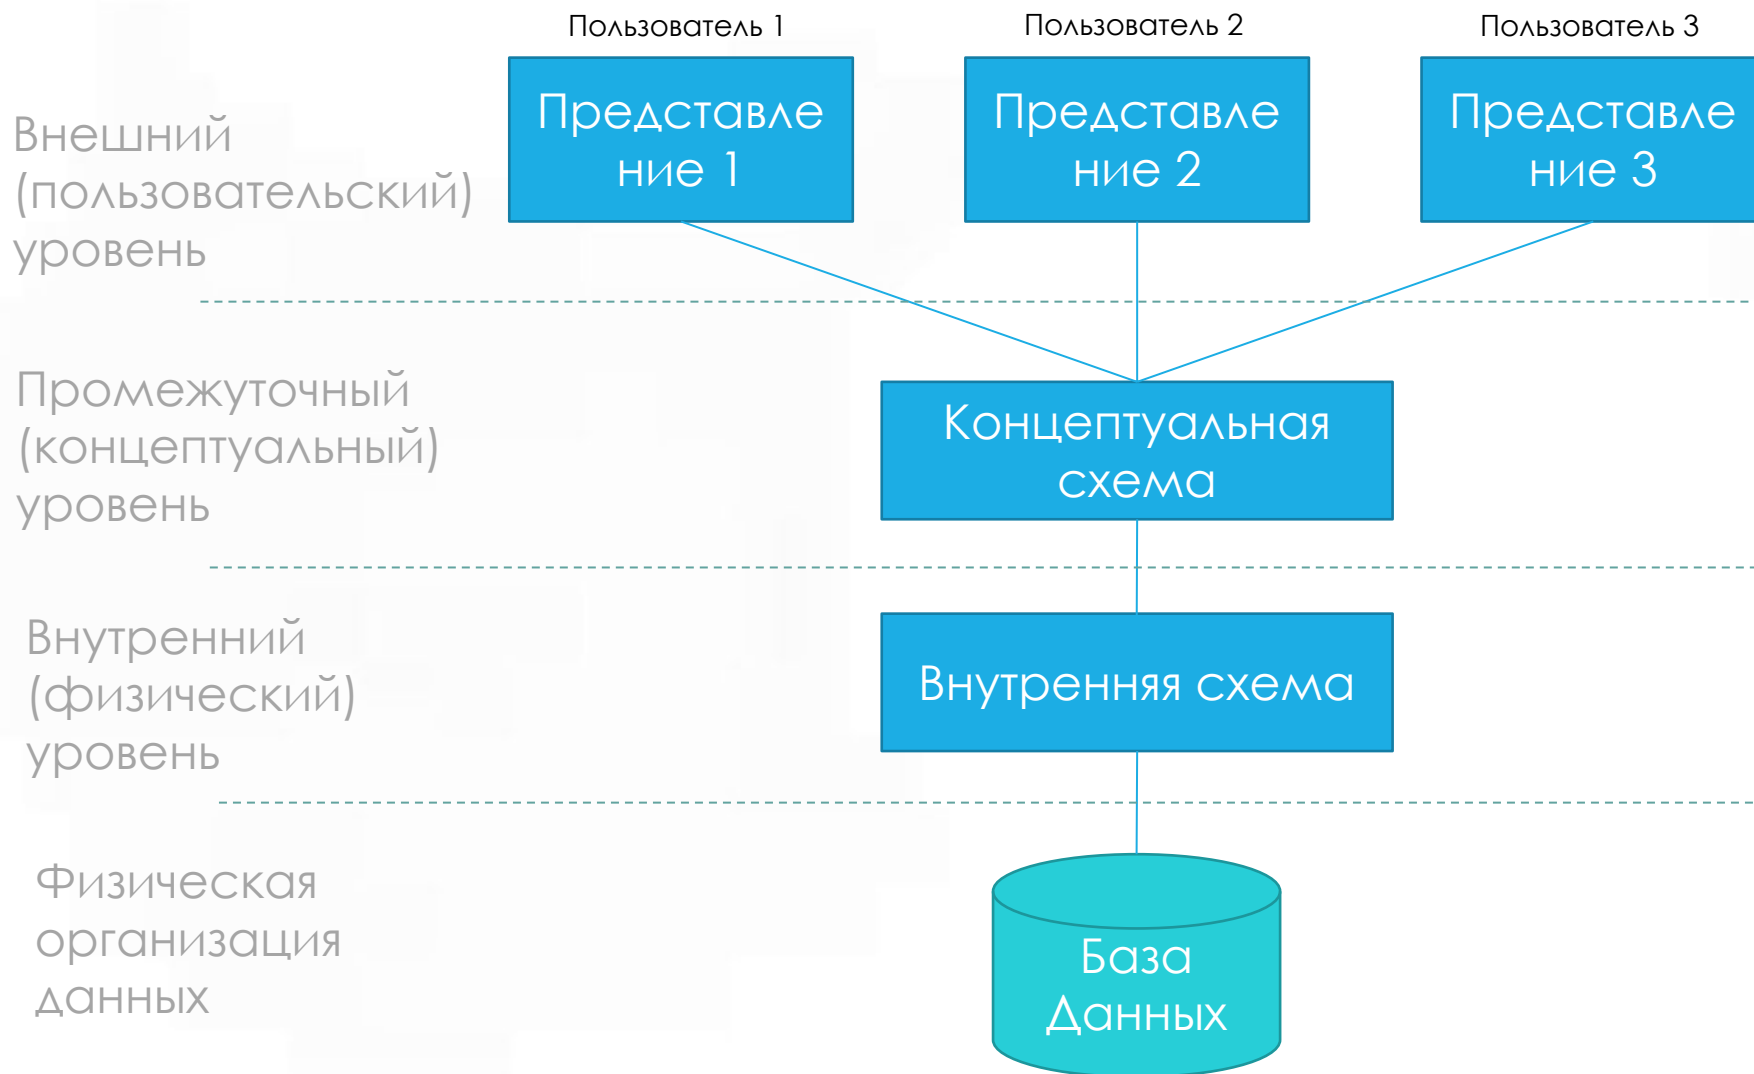 Пользователь 1
Пользователь 2
Пользователь 3
Внешний
(пользовательский)
уровень
Представле
ние 1
Представле
ние 2
Представле
ние 3
Промежуточный
(концептуальный)
уровень
Концептуальная
схема
Внутренний
(физический)
уровень
Внутренняя схема
Физическая
организация
данных
База
Данных